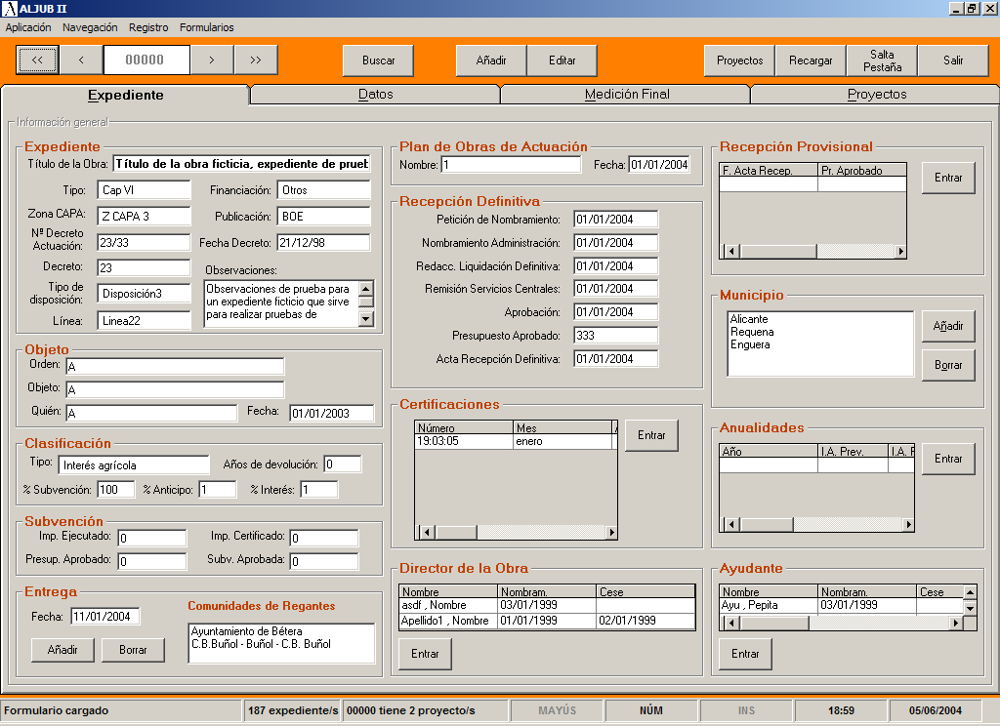 ALJUB II
Aplicación Navegación Registro Formularios
<< < 00000 > >> Buscar Añadir Editar Proyectos Recargar Salta Pestaña Salir
Expediente Datos Medición Final Proyectos
Información general
Expediente
Título de la Obra: Título de la obra ficticia, expediente de prueb
Tipo: Cap VI Financiación: Otros
Zona CAPA: Z CAPA 3 Publicación: BOE
Nº Decreto Actuación: 23/33 Fecha Decreto: 21/12/98
Decreto: 23 Observaciones:
Tipo de disposición: Disposición3
Línea: Linea22
Observaciones de prueba para
un expediente ficticio que sirve
para realizar pruebas de
Objeto
Orden: A
Objeto: A
Quién: A Fecha: 01/01/2003
Clasificación
Tipo: Interés agrícola Años de devolución: 0
% Subvención: 100 % Anticipo: 1 % Interés: 1
Subvención
Imp. Ejecutado: 0 Imp. Certificado: 0
Presup. Aprobado: 0 Subv. Aprobada: 0
Entrega
Fecha: 11/01/2004
Añadir Borrar
Comunidades de Regantes
Ayuntamiento de Bétera
C.B.Buñol - Buñol - C.B. Buñol
Plan de Obras de Actuación
Nombre: 1 Fecha: 01/01/2004
Recepción Definitiva
Petición de Nombramiento: 01/01/2004
Nombramiento Administración: 01/01/2004
Redacc. Liquidación Definitiva: 01/01/2004
Remisión Servicios Centrales: 01/01/2004
Aprobación: 01/01/2004
Presupuesto Aprobado: 333
Acta Recepción Definitiva: 01/01/2004
Certificaciones
Número Mes
19:03:05 enero
Entrar
Director de la Obra
Nombre Nombram. Cese
asdf , Nombre 03/01/1999
Apellido1 , Nombre 01/01/1999 02/01/1999
Entrar
Recepción Provisional
F. Acta Recep. Pr. Aprobado
Entrar
Municipio
Alicante
Requena
Enguera
Añadir
Borrar
Anualidades
Año I.A. Prev. I.A.
Entrar
Ayudante
Nombre Nombram. Cese
Ayu , Pepita 03/01/1999
Entrar
Formulario cargado 187 expediente/s 00000 tiene 2 proyecto/s MAYÚS NÚM INS 18:59 05/06/2004